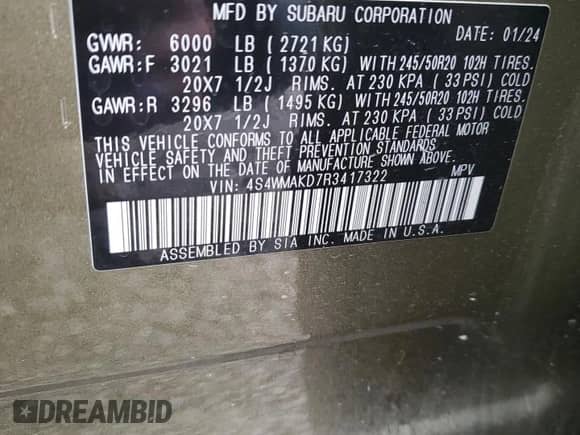 MFD BY SUBARU CORPORATION
DATE: 01/24
GVWR: 6000 LB (2721 KG)
GAWR:F 3021 LB (1370 KG) WITH 245/50R20 102H TIRES.
20X7 1/2J RIMS. AT 230 KPA (33 PSI) COLD
GAWR:R 3296 LB (1495 KG) WITH 245/50R20 102H TIRES.
20X7 1/2J RIMS. AT 230 KPA (33 PSI) COLD
THIS VEHICLE CONFORMS TO ALL APPLICABLE FEDERAL MOTOR
VEHICLE SAFETY AND THEFT PREVENTION STANDARDS
IN EFFECT ON THE DATE OF MANUFACTURE SHOWN ABOVE.
VIN: 4S4WMAKD7R3417322 MPV
ASSEMBLED BY SIA INC. MADE IN U.S.A.
DREAMBID